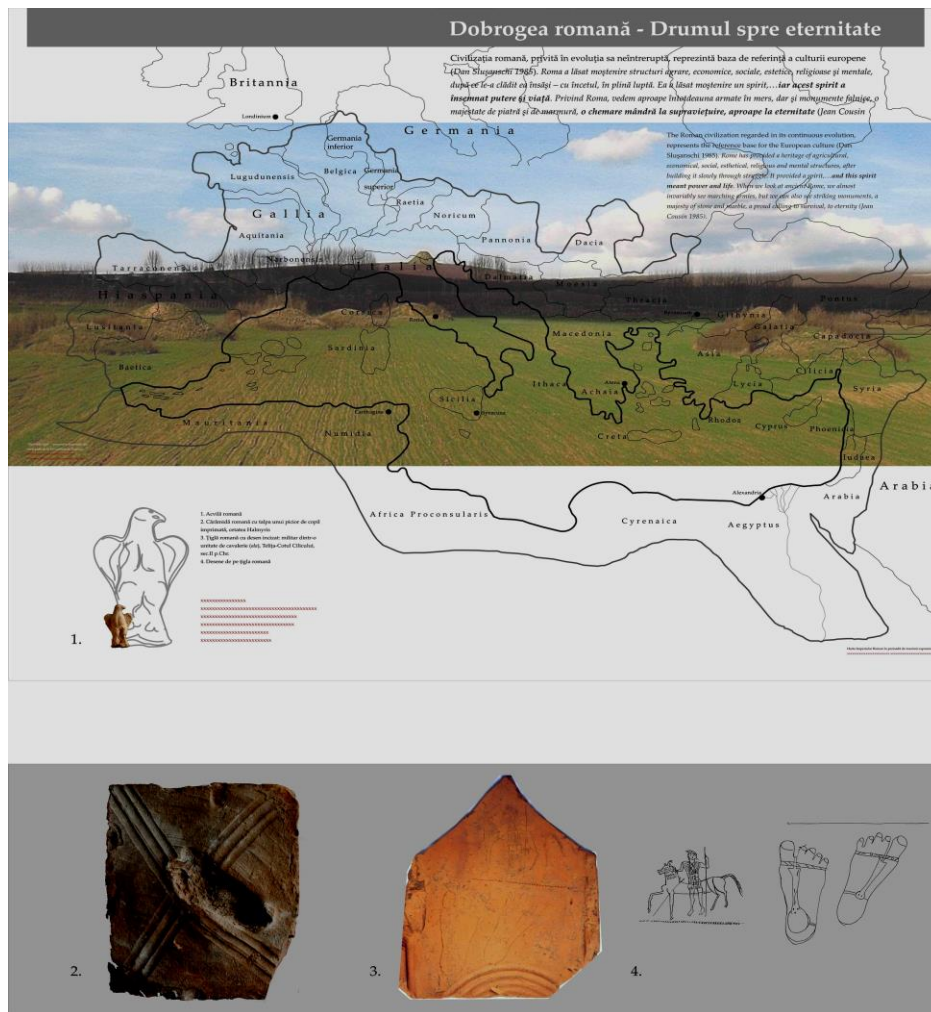 Dobrogea romană - Drumul spre eternitate
Civilizația romană, privită în evoluția sa neîntreruptă, reprezintă baza de referință a culturii europene
(Dan Slușanschi 1985). Roma a lăsat moștenire structuri agrare, economice, sociale, estetice, religioase și mentale,
după ce le-a clădit ea însăși – cu încetul, în plină luptă. Ea a lăsat moștenire un spirit,…iar acest spirit a
însemnat putere și viață. Privind Roma, vedem aproape întotdeauna armate în mers, dar și monumente falnice, o
majestate de piatră și de marmură, o chemare mândră la supraviețuire, aproape la eternitate (Jean Cousin
The Roman civilization regarded in its continuous evolution,
represents the reference base for the European culture (Dan
Slușanschi 1985). Rome has provided a heritage of agricultural,
economical, social, esthetical, religious and mental structures, after
building it slowly through struggle. It provided a spirit,… and this spirit
meant power and life. When we look at ancient Rome, we almost
invariably see marching armies, but we can also see striking monuments, a
majesty of stone and marble, a proud calling to survival, to eternity (Jean
Cousin 1985).
Britannia
Londinium
Germania
Germania
inferior
Belgica
Germania
superior
Lugudunensis
Raetia
Noricum
Gallia
Aquitania
Pannonia
Dacia
Narbonensis
Italia
Tarraconensis
Dalmatia
Moesia
Hiaspania
Thracia
Pontus
Corsica
Bithynia
Lusitania
Galatia
Capadocia
Macedonia
Sardinia
Asia
Baetica
Ithaca
Achaia
Lycia
Cilicia
Syria
Sicilia
Syracusa
Carthagina
Mauritania
Numidia
Creta
Rhodos
Cyprus
Phoenicia
Iudaea
Arabia
Alexandria
Arabia
Africa Proconsularis
Cyrenaica
Aegyptus
1. Acvilă romană
2. Cărămidă romană cu talpa unui picior de copil
imprimată, cetatea Halmyris
3. Țiglă romană cu desen incizat: militar dintr-o
unitate de cavalerie (ala), Telița-Cotul Cilicului,
sec.II p.Chr.
4. Desene de pe țigla romană
1.
2.
3.
4.